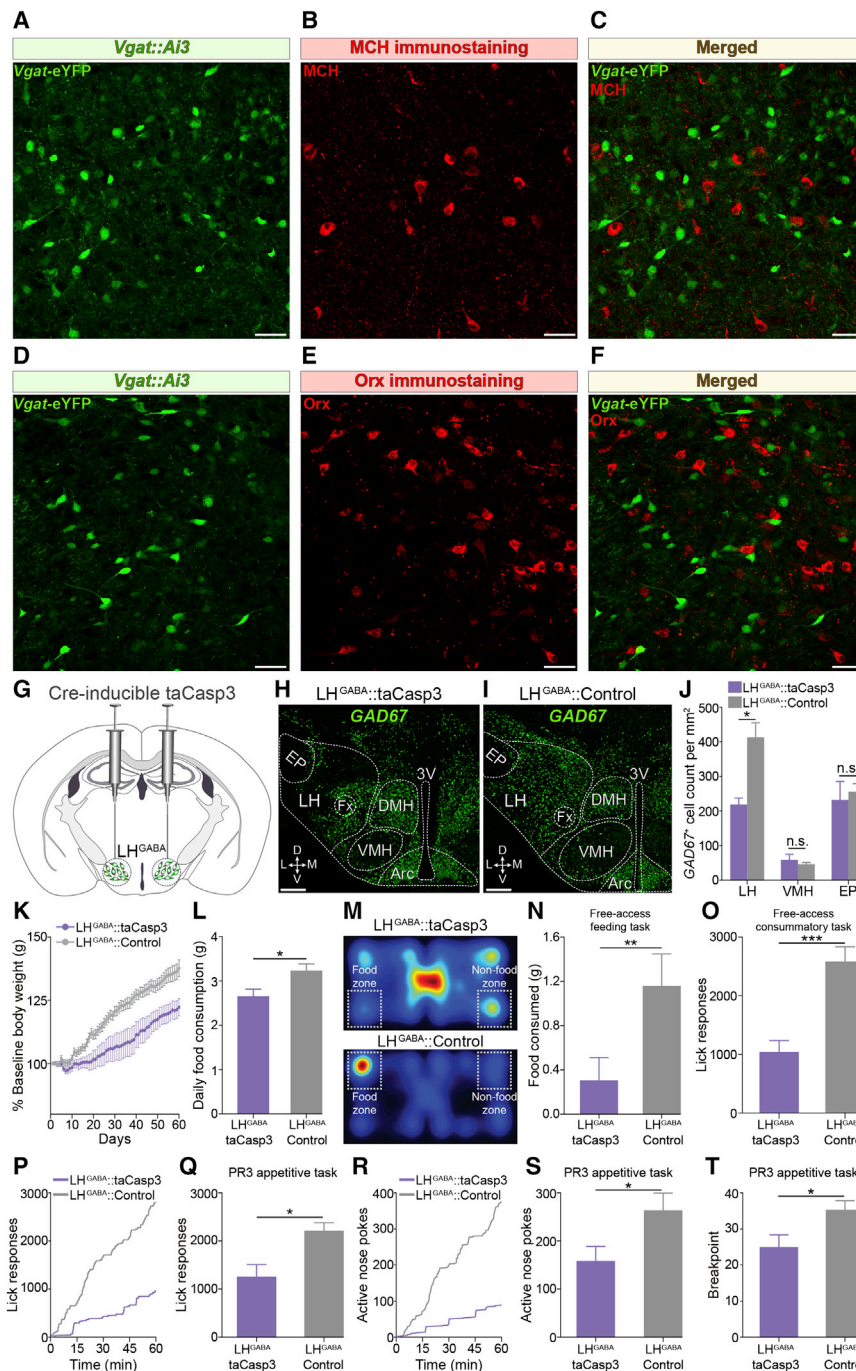 A
B
C
Vgat::Ai3
MCH immunostaining
Merged
Vgat-eYFP
MCH
Vgat-eYFP
MCH
D
E
F
Vgat::Ai3
Orx immunostaining
Merged
Vgat-eYFP
Orx
Vgat-eYFP
Orx
G
Cre-inducible taCasp3
LHGABA
H
LHGABA::taCasp3
GAD67
EP
LH
Fx
DMH
VMH
Arc
3V
D
L M
V
I
LHGABA::Control
GAD67
EP
LH
Fx
DMH
VMH
Arc
3V
D
L M
V
J
LHGABA::taCasp3
LHGABA::Control
GAD67+ cell count per mm2
500
400
300
200
100
0
*
n.s.
n.s.
LH VMH EP
K
LHGABA::taCasp3
LHGABA::Control
% Baseline body weight (g)
150
125
100
0 10 20 30 40 50 60
Days
L
Daily food consumption (g)
4
3
2
1
0
*
LHGABA taCasp3
LHGABA Control
M
LHGABA::taCasp3
Food zone
Non-food zone
LHGABA::Control
Food zone
Non-food zone
N
Free-access feeding task
Food consumed (g)
1.6
1.2
0.8
0.4
0
**
LHGABA taCasp3
LHGABA Control
O
Free-access consummatory task
Lick responses
3000
2000
1000
0
***
LHGABA taCasp3
LHGABA Control
P
LHGABA::taCasp3
LHGABA::Control
Lick responses
3000
2000
1000
0
0 15 30 45 60
Time (min)
Q
PR3 appetitive task
Lick responses
3000
2000
1000
0
*
LHGABA taCasp3
LHGABA Control
R
LHGABA::taCasp3
LHGABA::Control
Active nose pokes
400
300
200
100
0
0 15 30 45 60
Time (min)
S
PR3 appetitive task
Active nose pokes
300
200
100
0
*
LHGABA taCasp3
LHGABA Control
T
PR3 appetitive task
Breakpoint
40
30
20
10
0
*
LHGABA taCasp3
LHGABA Control